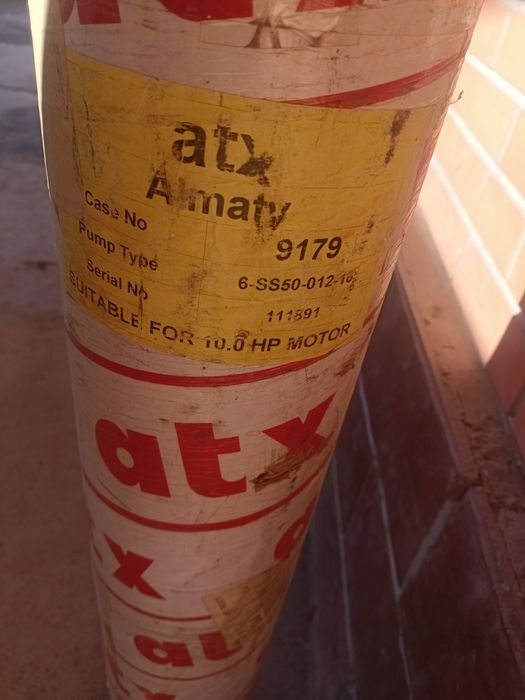 atx
Almaty
Case No 9179
Pump Type 6-SS50-012-10
Serial No 111891
SUITABLE FOR 10.0 HP MOTOR
atx
atx